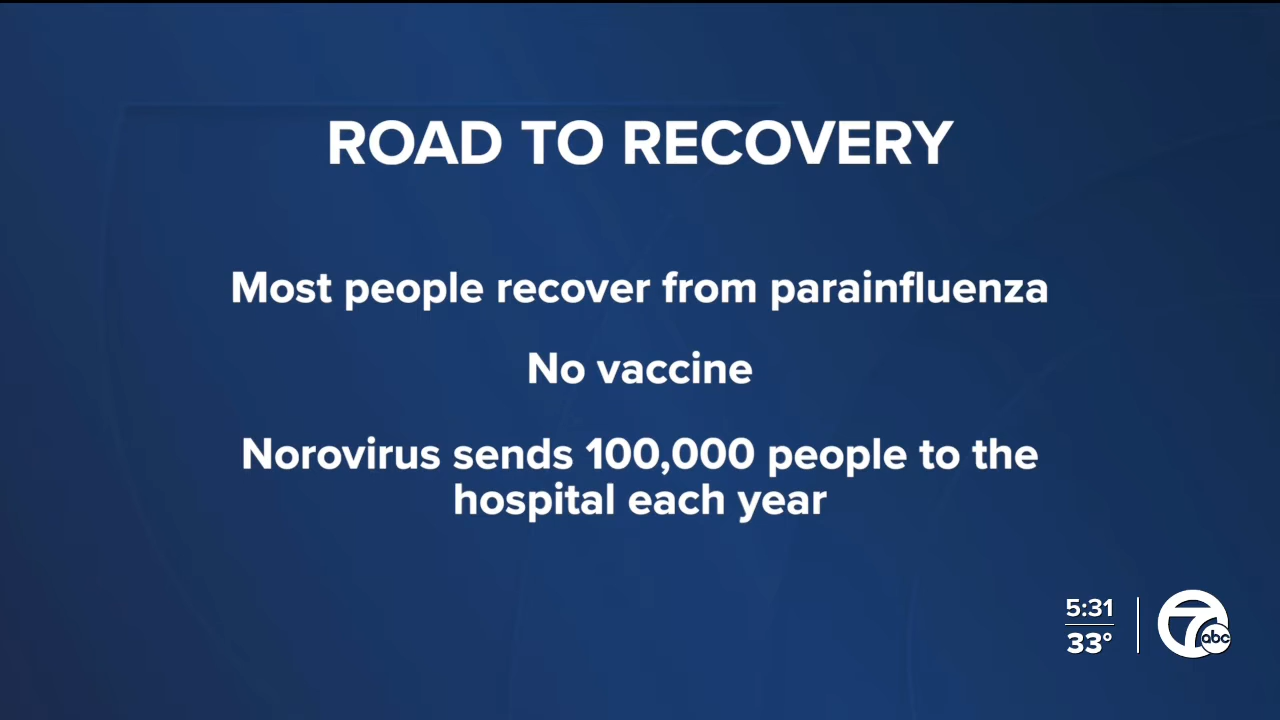 ROAD TO RECOVERY
Most people recover from parainfluenza
No vaccine
Norovirus sends 100,000 people to the
hospital each year
5:31
33°
7
abc